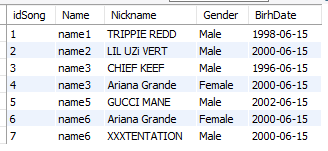 idSong Name Nickname Gender BirhDate
1 name1 TRIPPIE REDD Male 1998-06-15
2 name2 LIL UZi VERT Male 2000-06-15
3 name3 CHIEF KEEF Male 1996-06-15
4 name3 Ariana Grande Female 2000-06-15
5 name5 GUCCI MANE Male 2002-06-15
6 name6 Ariana Grande Female 2000-06-15
7 name6 XXXTENTATION Male 2000-06-15